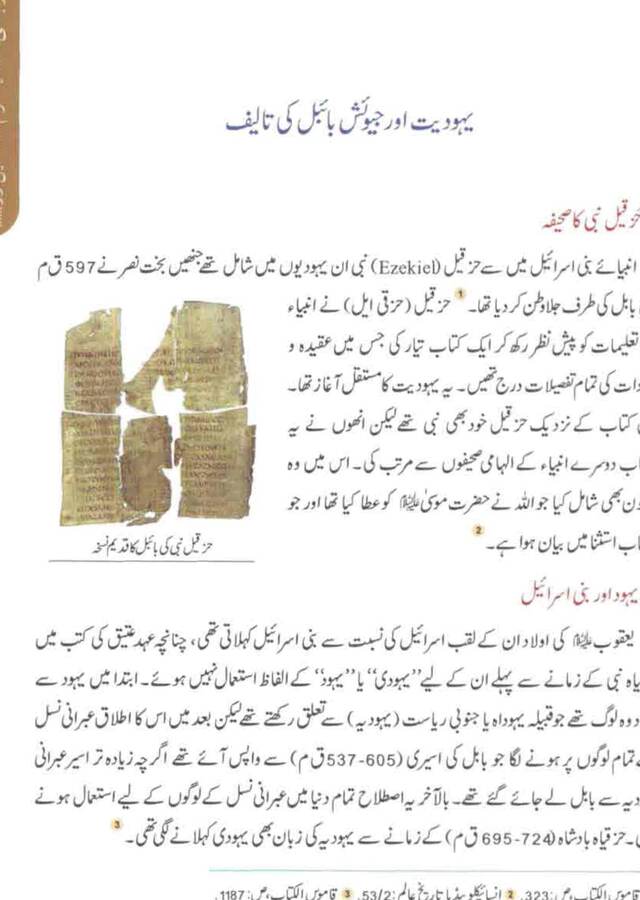 یہودیت اور جیوئش بائبل کی تالیف
حزقیل نبی کا صحیفہ
انبیائے بنی اسرائیل میں سے حزقیل (Ezekiel) نبی ان یہودیوں میں شامل تھے جنھیں بخت نصر نے 597 ق م
بابل کی طرف جلاوطن کر دیا تھا۔ 1 حزقیل (حزقی ایل) نے انبیاء
تعلیمات کو پیش نظر رکھ کر ایک کتاب تیار کی جس میں عقیدہ و
کی تمام تفصیلات درج تھیں۔ یہ یہودیت کا مستقل آغاز تھا۔
کتاب کے نزدیک حزقیل خود بھی نبی تھے لیکن انھوں نے یہ
دوسرے انبیاء کے الہامی صحیفوں سے مرتب کی۔ اس میں وہ
بھی شامل کیا جو اللہ نے حضرت موسیٰ علیہ السلام کو عطا کیا تھا اور جو
استثنا میں بیان ہوا ہے۔ 2
حزقیل نبی کی بائبل کا قدیم نسخہ
یہود اور بنی اسرائیل
یعقوب علیہ السلام کی اولاد ان کے لقب اسرائیل کی نسبت سے بنی اسرائیل کہلاتی تھی، چنانچہ عہد عتیق کی کتب میں
نبی کے زمانے سے پہلے ان کے لیے ”یہودی“ یا ”یہود“ کے الفاظ استعمال نہیں ہوئے۔ ابتدا میں یہود سے
وہ لوگ تھے جو قبیلہ یہوداہ یا جنوبی ریاست (یہودیہ) سے تعلق رکھتے تھے لیکن بعد میں اس کا اطلاق عبرانی نسل
تمام لوگوں پر ہونے لگا جو بابل کی اسیری (605-537 ق م) سے واپس آئے تھے اگرچہ زیادہ تر اسیر عبرانی
سے بابل لے جائے گئے تھے۔ بالآخر یہ اصطلاح تمام دنیا میں عبرانی نسل کے لوگوں کے لیے استعمال ہونے
حزقیاہ بادشاہ (724-695 ق م) کے زمانے سے یہودیہ کی زبان بھی یہودی کہلانے لگی تھی۔ 3
قاموس الکتاب، ص: 323. 2 انسائیکلوپیڈیا تاریخ عالم: 53/2. 3 قاموس الکتاب، ص: 1187.